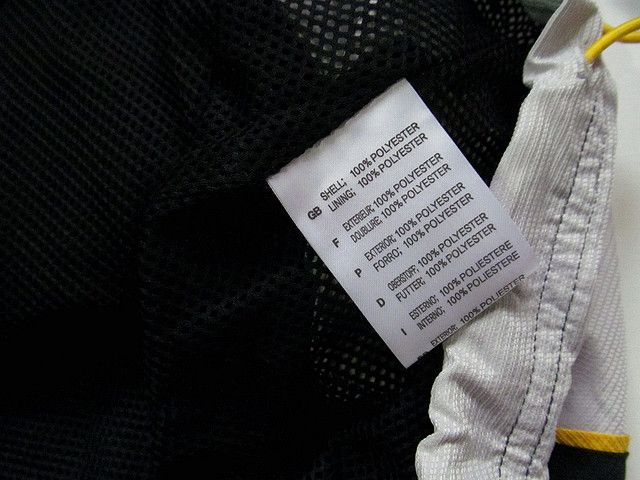 GB SHELL; 100% POLYESTER
LINING; 100% POLYESTER
F EXTERIEUR; 100% POLYESTER
DOUBLURE; 100% POLYESTER
P EXTERIOR; 100% POLYESTER
FORRO; 100% POLYESTER
D OBERSTOFF; 100% POLYESTER
FUTTER; 100% POLYESTER
I ESTERNO; 100% POLIESTERE
INTERNO; 100% POLIESTERE
EXTERIOR; 100% POLYESTER